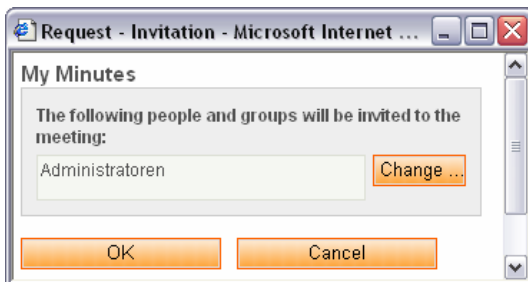 Request - Invitation - Microsoft Internet ...
My Minutes
The following people and groups will be invited to the
meeting:
Administratoren
Change ...
OK
Cancel